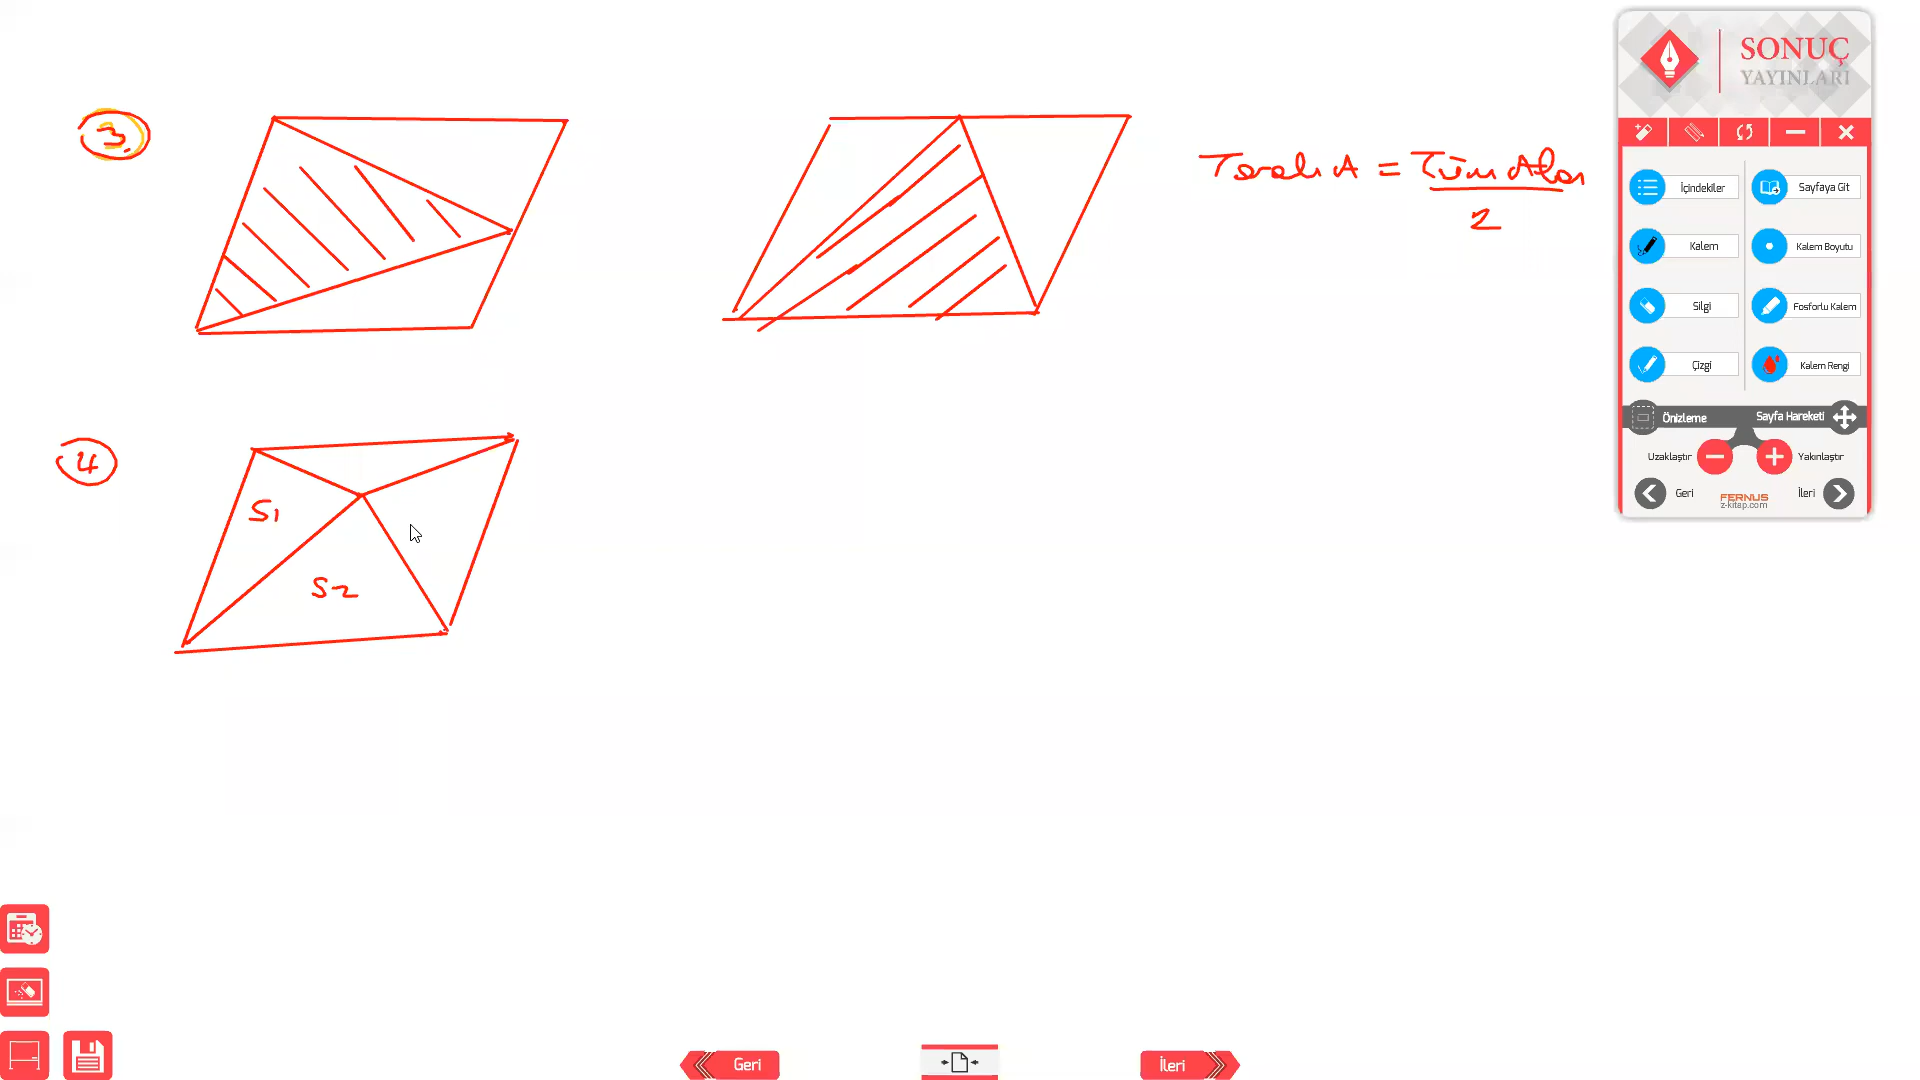 SONUÇ
YAYINLARI
3
Taralı A = Tüm Alan
2
İçindekiler
Sayfaya Git
Kalem
Kalem Boyutu
Silgi
Fosforlu Kalem
Çizgi
Kalem Rengi
Önizleme
Sayfa Hareketi
Uzaklaştır
Yakınlaştır
Geri
FERNUS
z-kitap.com
İleri
4
S1
S2
Geri
İleri